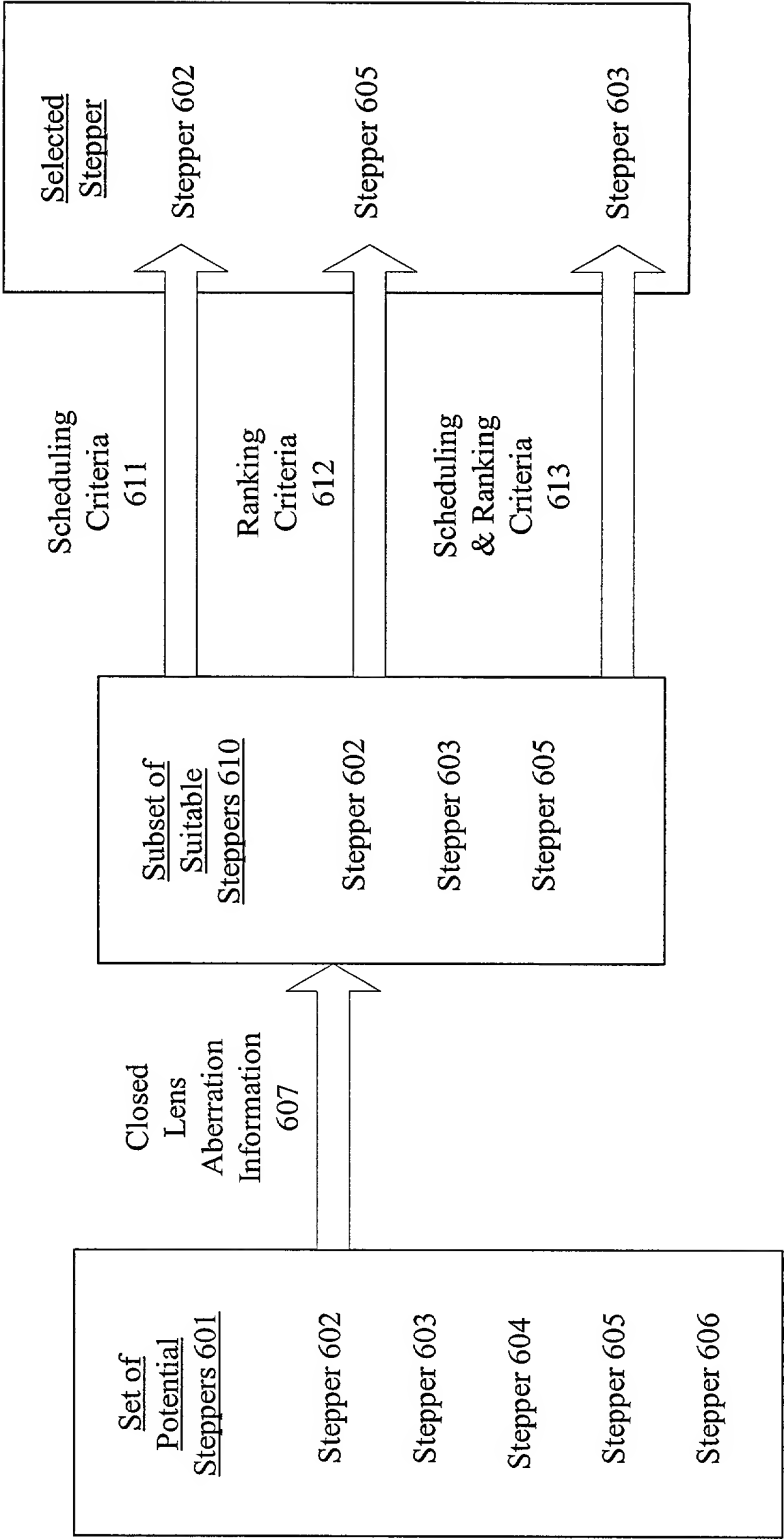 Set of
Potential
Steppers 601
Stepper 602
Stepper 603
Stepper 604
Stepper 605
Stepper 606
Closed
Lens
Aberration
Information
607
Subset of
Suitable
Steppers 610
Stepper 602
Stepper 603
Stepper 605
Scheduling
Criteria
611
Ranking
Criteria
612
Scheduling
& Ranking
Criteria
613
Selected
Stepper
Stepper 602
Stepper 605
Stepper 603